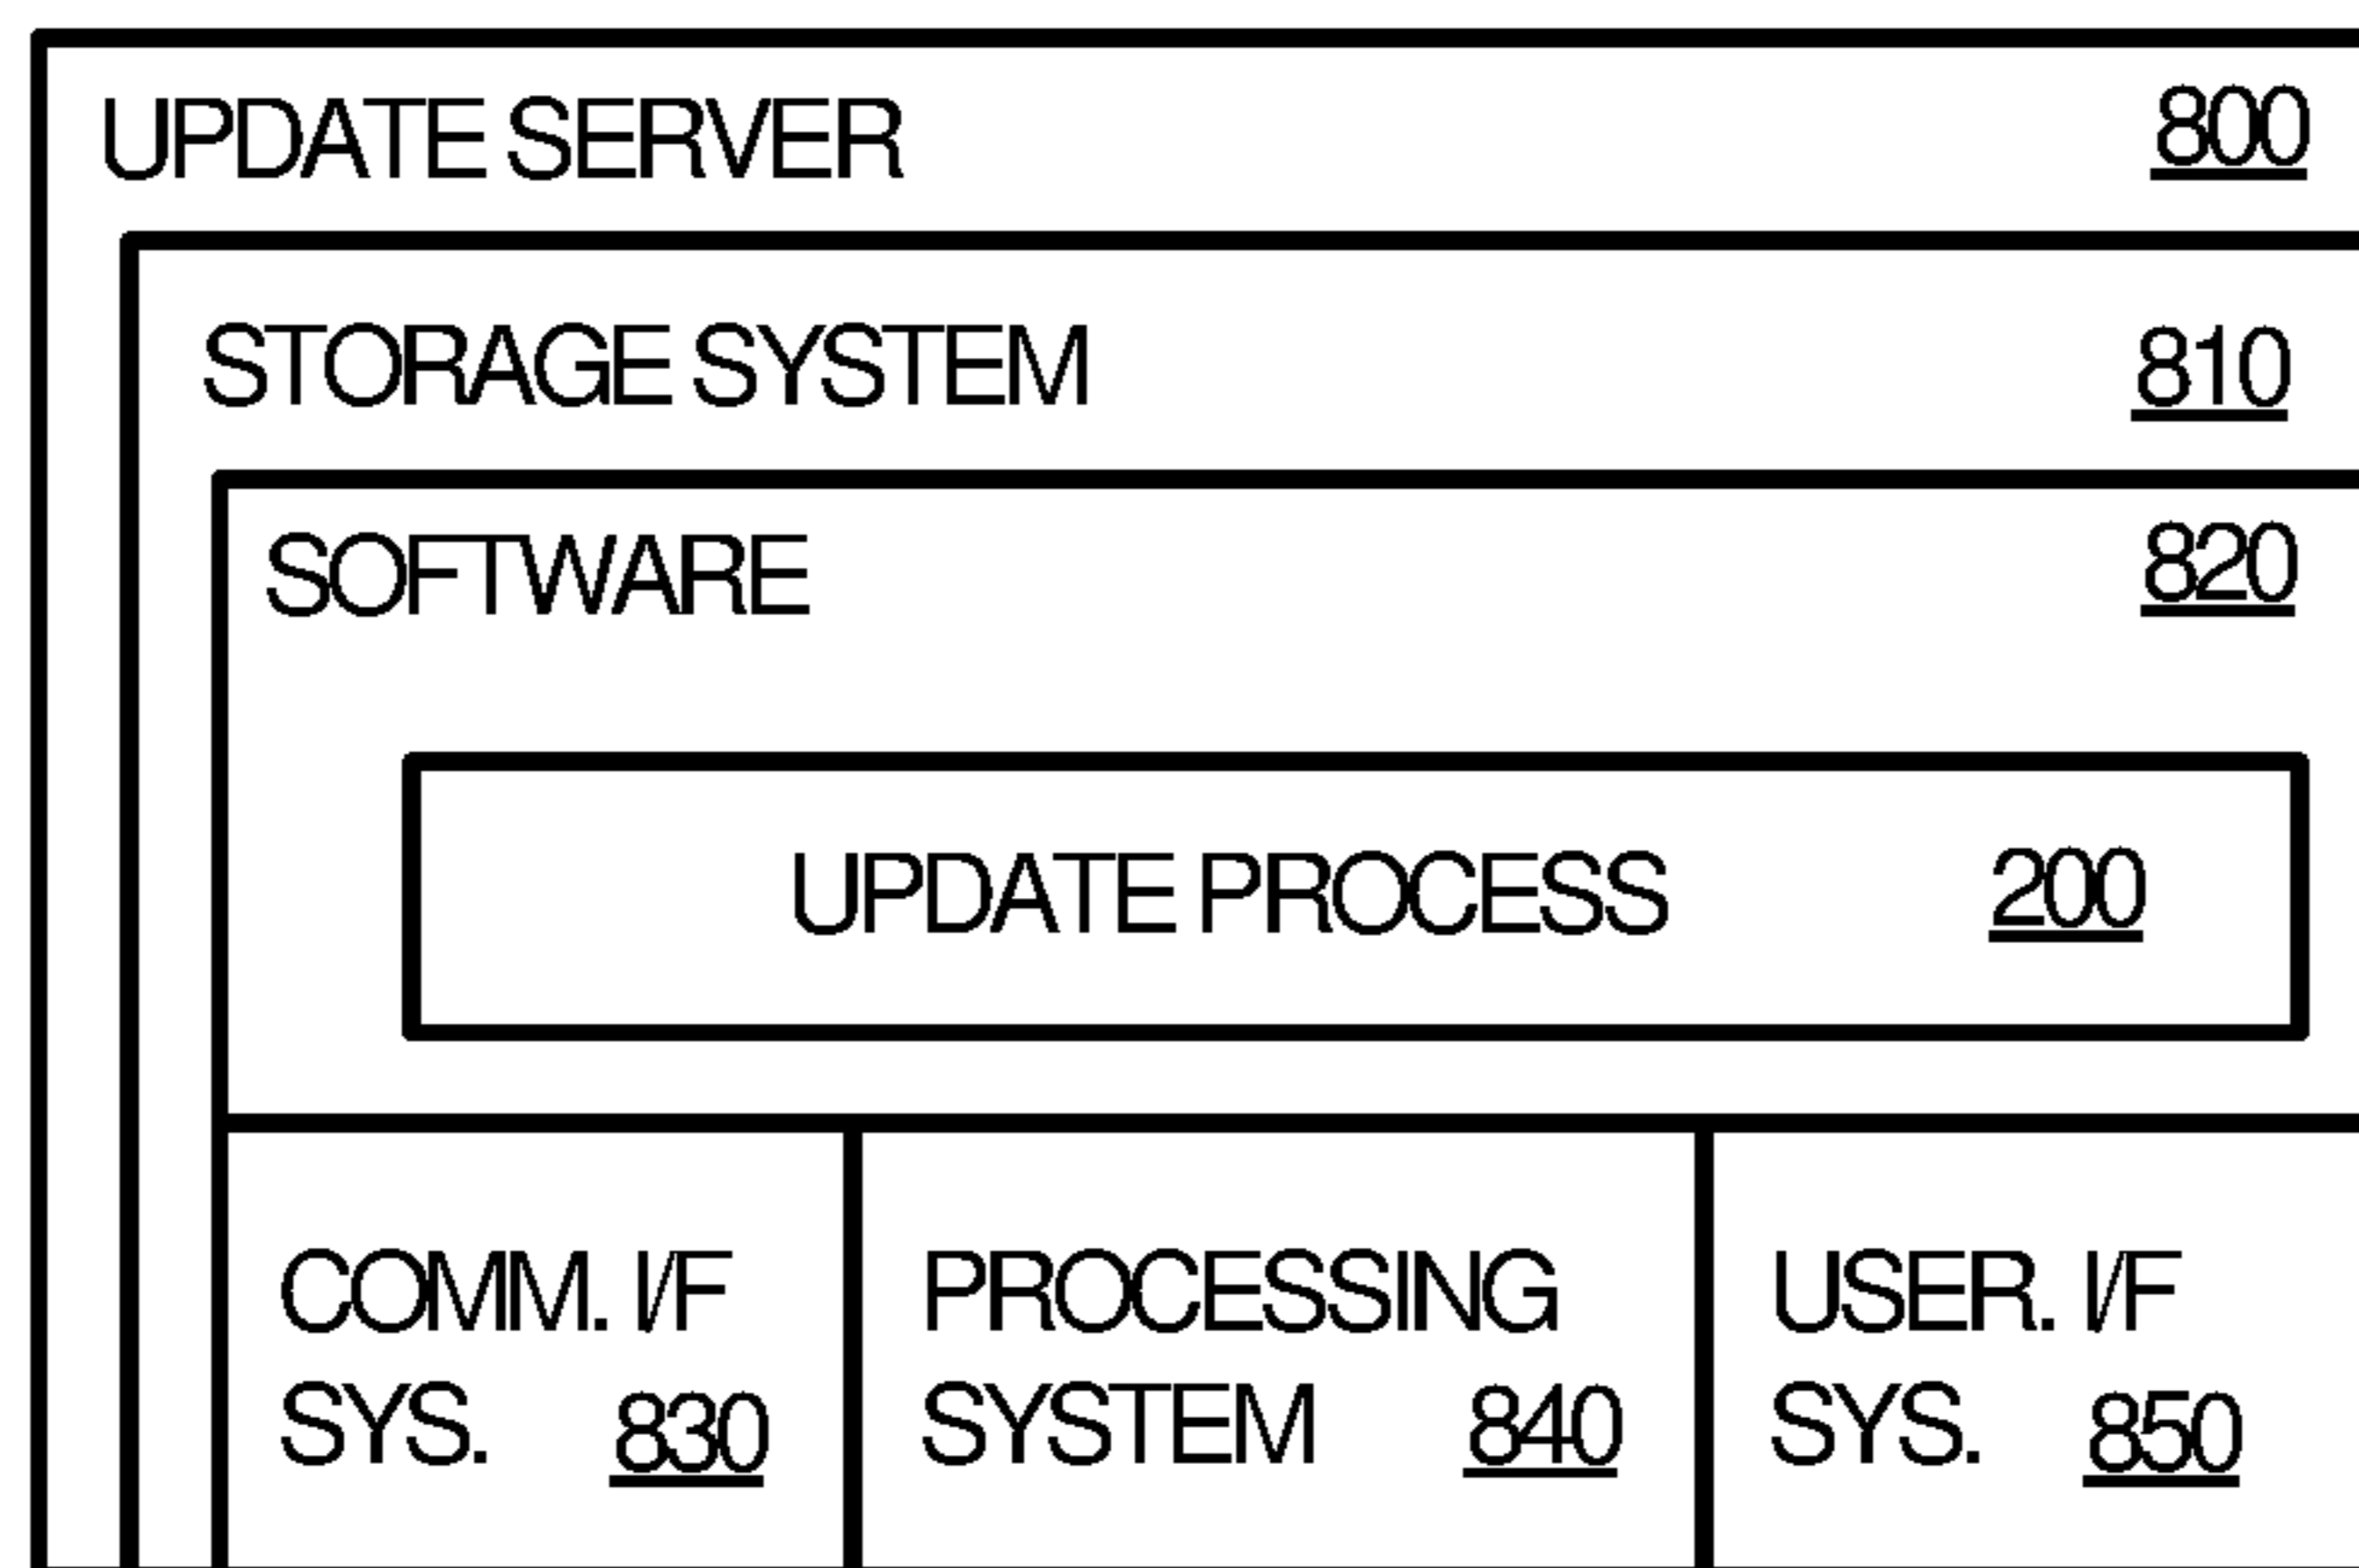 UPDATE SERVER 800
STORAGE SYSTEM 810
SOFTWARE 820
UPDATE PROCESS 200
COMM. I/F
SYS. 830
PROCESSING
SYSTEM 840
USER. I/F
SYS. 850